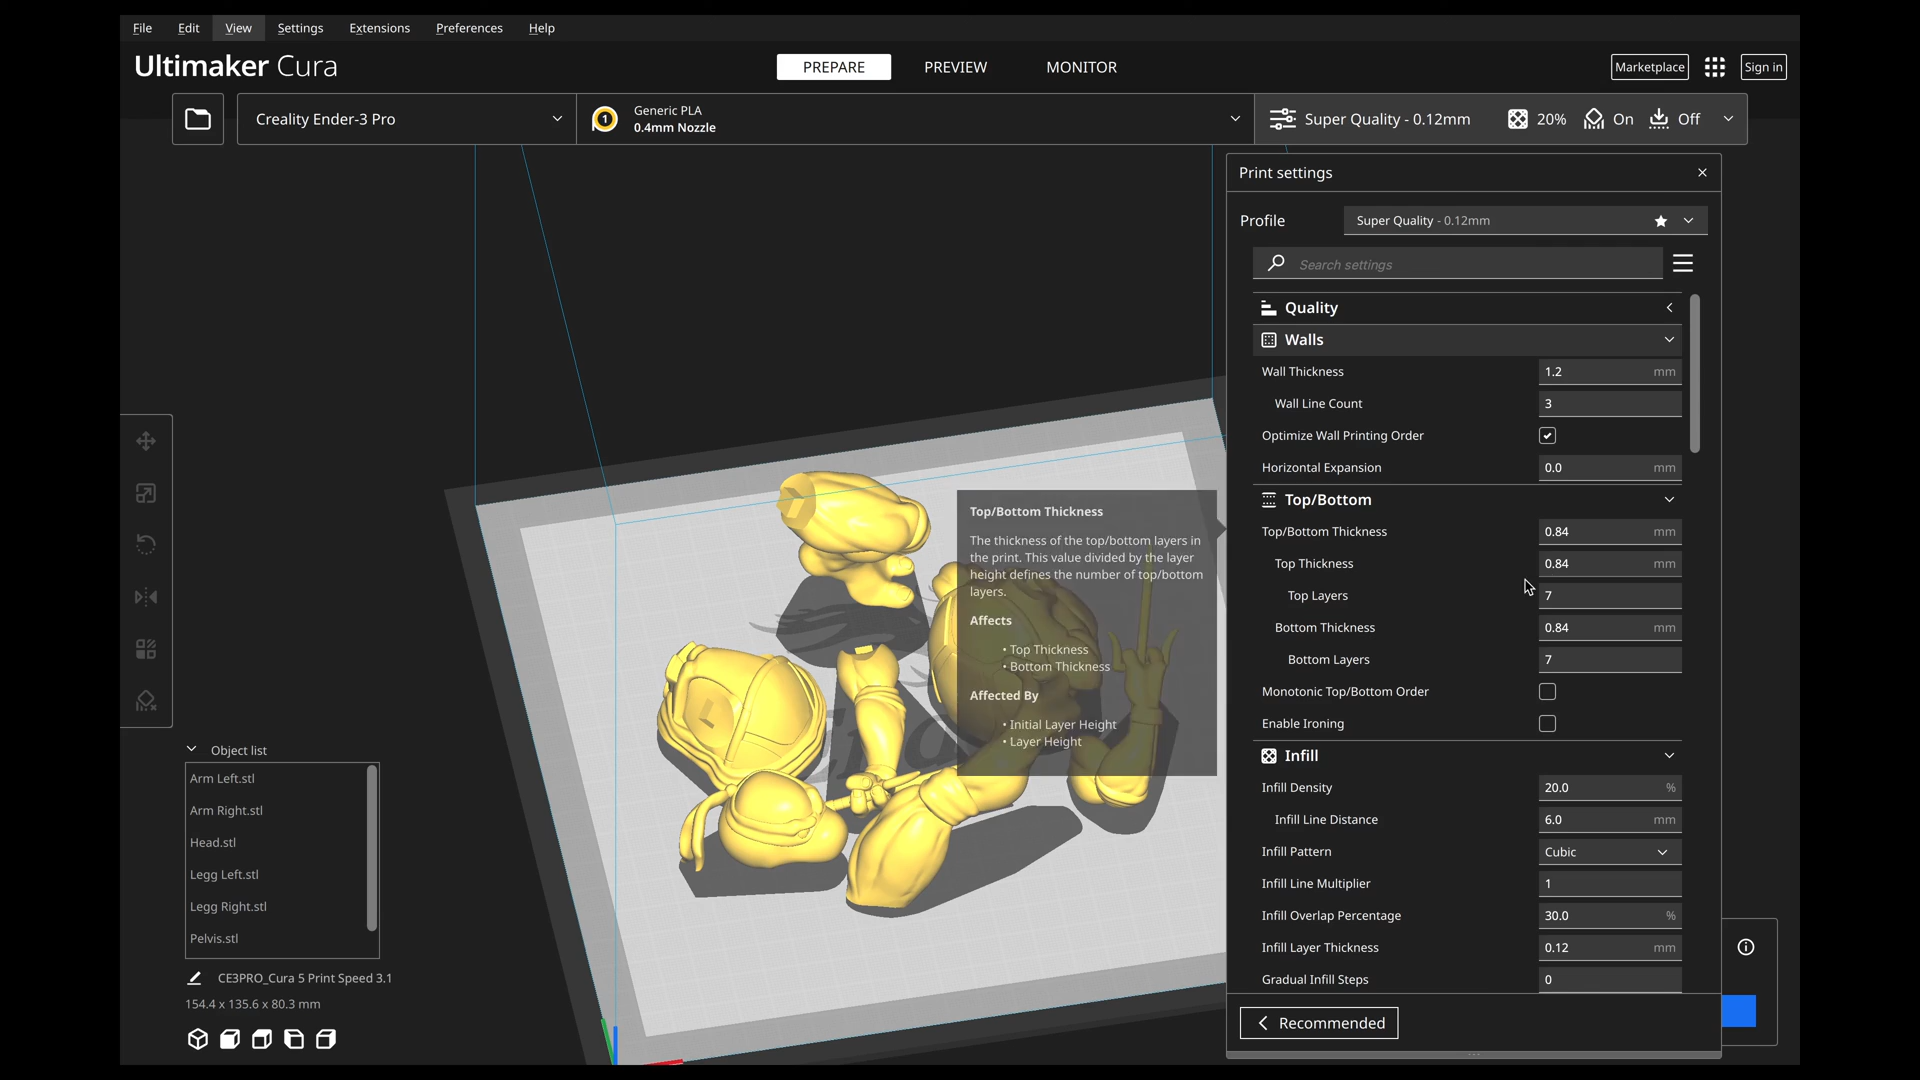 File Edit View Settings Extensions Preferences Help
Ultimaker Cura
PREPARE PREVIEW MONITOR
Marketplace Sign in
Creality Ender-3 Pro
1
Generic PLA
0.4mm Nozzle
Super Quality - 0.12mm 20% On Off
Print settings
Profile Super Quality - 0.12mm
Search settings
Quality
Walls
Wall Thickness 1.2 mm
Wall Line Count 3
Optimize Wall Printing Order
Horizontal Expansion 0.0 mm
Top/Bottom
Top/Bottom Thickness 0.84 mm
Top Thickness 0.84 mm
Top Layers 7
Bottom Thickness 0.84 mm
Bottom Layers 7
Monotonic Top/Bottom Order
Enable Ironing
Infill
Infill Density 20.0 %
Infill Line Distance 6.0 mm
Infill Pattern Cubic
Infill Line Multiplier 1
Infill Overlap Percentage 30.0 %
Infill Layer Thickness 0.12 mm
Gradual Infill Steps 0
Recommended
Top/Bottom Thickness
The thickness of the top/bottom layers in
the print. This value divided by the layer
height defines the number of top/bottom
layers.
Affects
• Top Thickness
• Bottom Thickness
Affected By
• Initial Layer Height
• Layer Height
Object list
Arm Left.stl
Arm Right.stl
Head.stl
Legg Left.stl
Legg Right.stl
Pelvis.stl
CE3PRO_Cura 5 Print Speed 3.1
154.4 x 135.6 x 80.3 mm